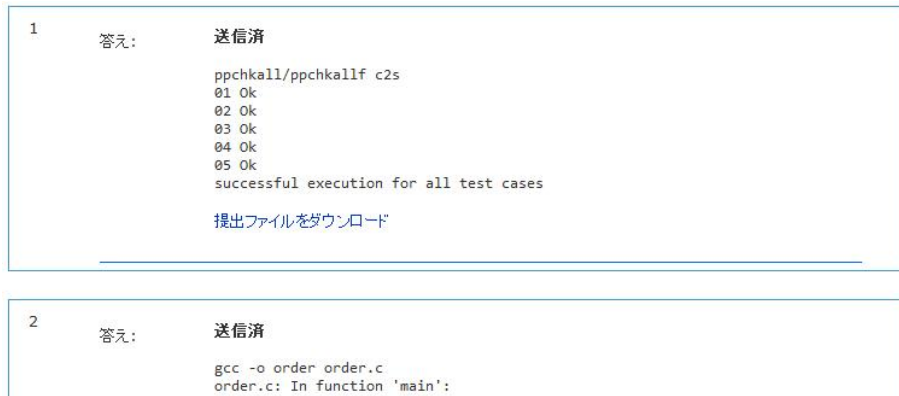 1
答え:
送信済
ppchkall/ppchkallf c2s
01 Ok
02 Ok
03 Ok
04 Ok
05 Ok
successful execution for all test cases
提出ファイルをダウンロード
2
答え:
送信済
gcc -o order order.c
order.c: In function 'main':